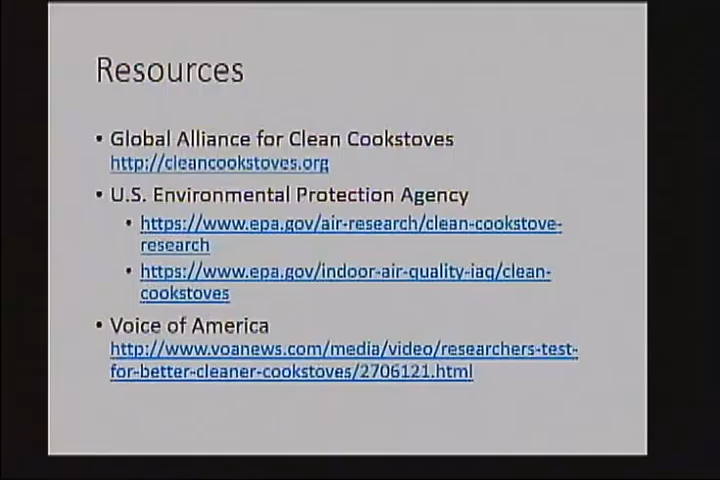 Resources
• Global Alliance for Clean Cookstoves
http://cleancookstoves.org
• U.S. Environmental Protection Agency
• https://www.epa.gov/air-research/clean-cookstove-
research
• https://www.epa.gov/indoor-air-quality-iaq/clean-
cookstoves
• Voice of America
http://www.voanews.com/media/video/researchers-test-
for-better-cleaner-cookstoves/2706121.html